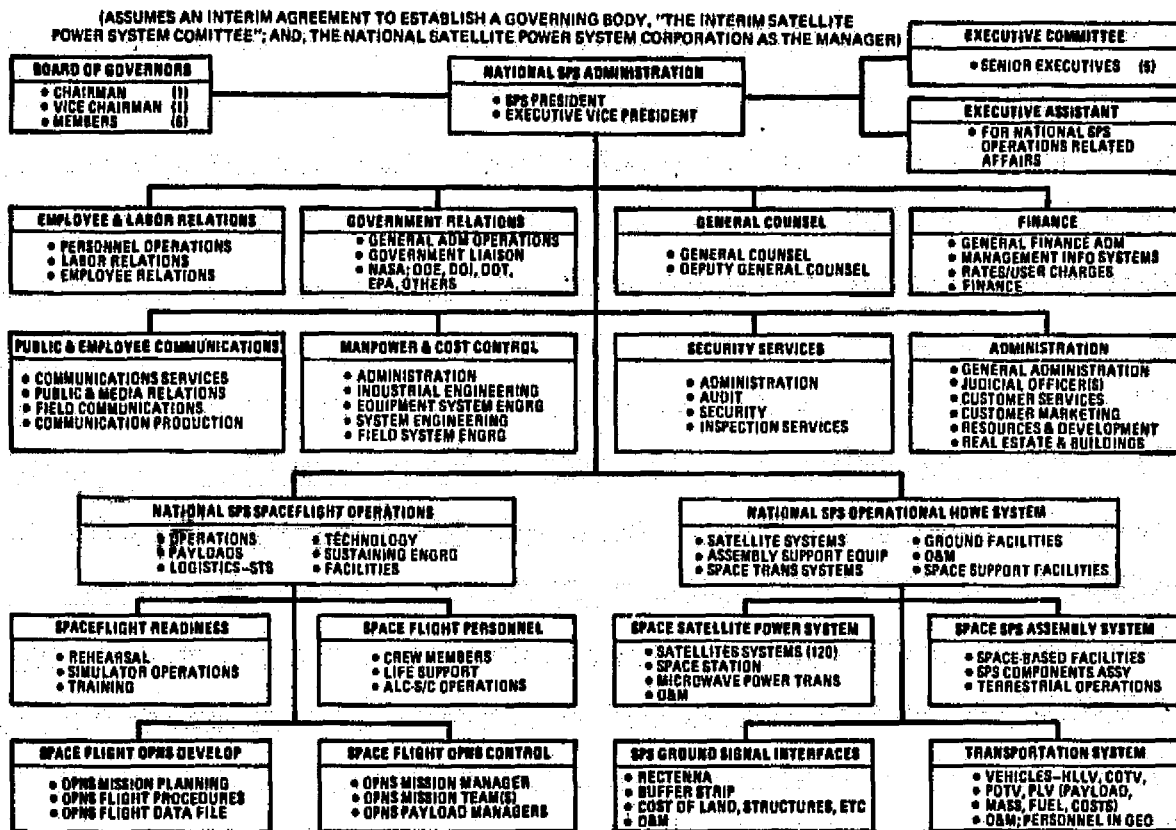 (ASSUMES AN INTERIM AGREEMENT TO ESTABLISH A GOVERNING BODY, "THE INTERIM SATELLITE
POWER SYSTEM COMITTEE"; AND, THE NATIONAL SATELLITE POWER SYSTEM CORPORATION AS THE MANAGER)
EXECUTIVE COMMITTEE
• SENIOR EXECUTIVES (5)
BOARD OF GOVERNORS
• CHAIRMAN (1)
• VICE CHAIRMAN (1)
• MEMBERS (6)
NATIONAL SPS ADMINISTRATION
• SPS PRESIDENT
• EXECUTIVE VICE PRESIDENT
EXECUTIVE ASSISTANT
• FOR NATIONAL SPS
OPERATIONS RELATED
AFFAIRS
EMPLOYEE & LABOR RELATIONS
• PERSONNEL OPERATIONS
• LABOR RELATIONS
• EMPLOYEE RELATIONS
GOVERNMENT RELATIONS
• GENERAL ADM OPERATIONS
• GOVERNMENT LIAISON
• NASA; DOE, DOI, DOT,
EPA, OTHERS
GENERAL COUNSEL
• GENERAL COUNSEL
• DEPUTY GENERAL COUNSEL
FINANCE
• GENERAL FINANCE ADM
• MANAGEMENT INFO SYSTEMS
• RATES/USER CHARGES
• FINANCE
PUBLIC & EMPLOYEE COMMUNICATIONS
• COMMUNICATIONS SERVICES
• PUBLIC & MEDIA RELATIONS
• FIELD COMMUNICATIONS
• COMMUNICATION PRODUCTION
MANPOWER & COST CONTROL
• ADMINISTRATION
• INDUSTRIAL ENGINEERING
• EQUIPMENT SYSTEM ENGRG
• SYSTEM ENGINEERING
• FIELD SYSTEM ENGRG
SECURITY SERVICES
• ADMINISTRATION
• AUDIT
• SECURITY
• INSPECTION SERVICES
ADMINISTRATION
• GENERAL ADMINISTRATION
• JUDICIAL OFFICER(S)
• CUSTOMER SERVICES
• CUSTOMER MARKETING
• RESOURCES & DEVELOPMENT
• REAL ESTATE & BUILDINGS
NATIONAL SPS SPACEFLIGHT OPERATIONS
• OPERATIONS • TECHNOLOGY
• PAYLOADS • SUSTAINING ENGRG
• LOGISTICS-STS • FACILITIES
NATIONAL SPS OPERATIONAL HDWE SYSTEM
• SATELLITE SYSTEMS • GROUND FACILITIES
• ASSEMBLY SUPPORT EQUIP • O&M
• SPACE TRANS SYSTEMS • SPACE SUPPORT FACILITIES
SPACEFLIGHT READINESS
• REHEARSAL
• SIMULATOR OPERATIONS
• TRAINING
SPACE FLIGHT PERSONNEL
• CREW MEMBERS
• LIFE SUPPORT
• ALC-S/C OPERATIONS
SPACE SATELLITE POWER SYSTEM
• SATELLITES SYSTEMS (120)
• SPACE STATION
• MICROWAVE POWER TRANS
• O&M
SPACE SPS ASSEMBLY SYSTEM
• SPACE-BASED FACILITIES
• SPS COMPONENTS ASSY
• TERRESTRIAL OPERATIONS
SPACE FLIGHT OPNS DEVELOP
• OPNS MISSION PLANNING
• OPNS FLIGHT PROCEDURES
• OPNS FLIGHT DATA FILE
SPACE FLIGHT OPNS CONTROL
• OPNS MISSION MANAGER
• OPNS MISSION TEAM(S)
• OPNS PAYLOAD MANAGERS
SPS GROUND SIGNAL INTERFACES
• RECTENNA
• BUFFER STRIP
• COST OF LAND, STRUCTURES, ETC
• O&M
TRANSPORTATION SYSTEM
• VEHICLES-HLLV, COTV,
POTV, PLV (PAYLOAD,
• MASS, FUEL, COSTS)
• O&M; PERSONNEL IN GEO